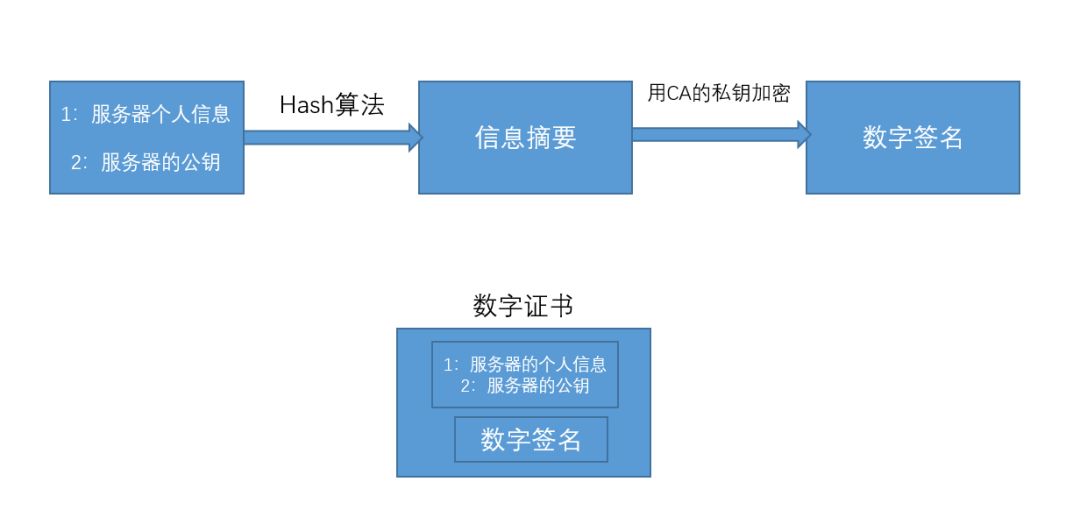 1：服务器个人信息
2：服务器的公钥
Hash算法
信息摘要
用CA的私钥加密
数字签名
数字证书
1：服务器的个人信息
2：服务器的公钥
数字签名